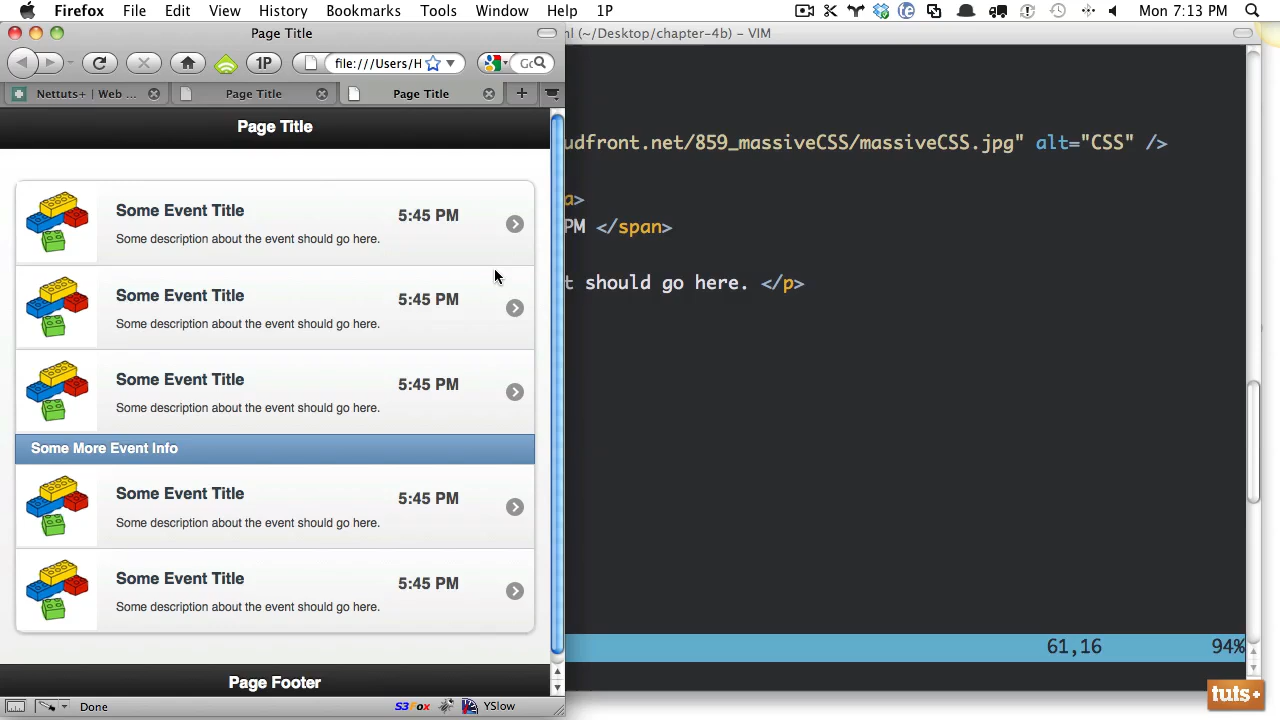 Firefox File Edit View History Bookmarks Tools Window Help 1P Mon 7:13 PM
Page Title
ml (~/Desktop/chapter-4b) – VIM
1P file:///Users/H
Nettuts+ | Web ... Page Title Page Title
Page Title
udfront.net/859_massiveCSS/massiveCSS.jpg" alt="CSS" />
a>
PM </span>
t should go here. </p>
Some Event Title
5:45 PM
Some description about the event should go here.
Some Event Title
5:45 PM
Some description about the event should go here.
Some Event Title
5:45 PM
Some description about the event should go here.
Some More Event Info
Some Event Title
5:45 PM
Some description about the event should go here.
Some Event Title
5:45 PM
Some description about the event should go here.
61,16 94%
Page Footer
Done S3Fox YSlow
tuts+